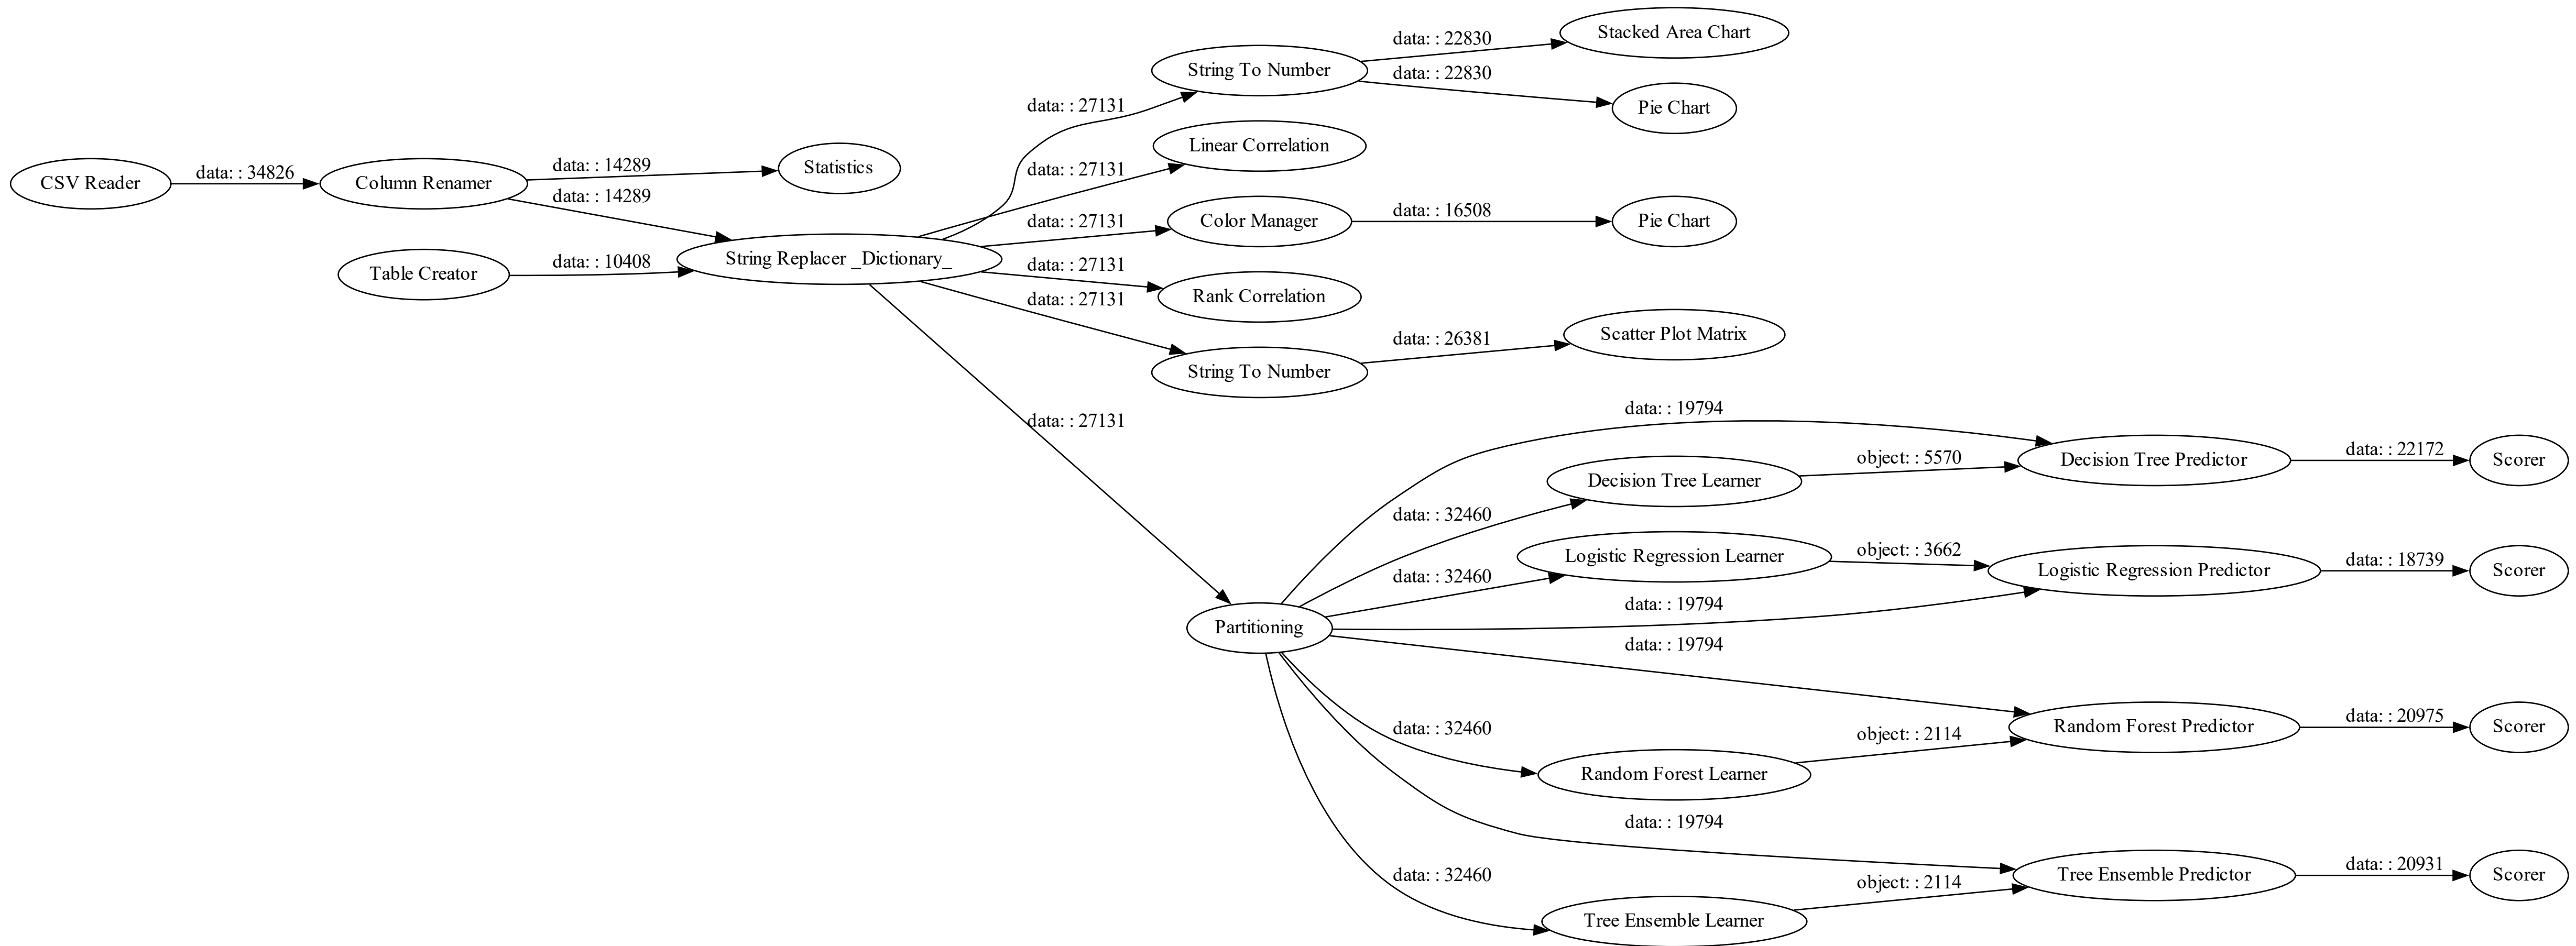 CSV Reader
data: : 34826
Column Renamer
data: : 14289
Statistics
data: : 14289
Table Creator
data: : 10408
String Replacer _Dictionary_
data: : 27131
String To Number
data: : 22830
Stacked Area Chart
data: : 22830
Pie Chart
data: : 27131
Linear Correlation
data: : 27131
Color Manager
data: : 16508
Pie Chart
data: : 27131
Rank Correlation
data: : 27131
String To Number
data: : 26381
Scatter Plot Matrix
data: : 27131
Partitioning
data: : 19794
data: : 32460
Decision Tree Learner
object: : 5570
Decision Tree Predictor
data: : 22172
Scorer
data: : 32460
Logistic Regression Learner
object: : 3662
Logistic Regression Predictor
data: : 18739
Scorer
data: : 19794
data: : 19794
data: : 32460
Random Forest Learner
object: : 2114
Random Forest Predictor
data: : 20975
Scorer
data: : 19794
data: : 32460
Tree Ensemble Learner
object: : 2114
Tree Ensemble Predictor
data: : 20931
Scorer